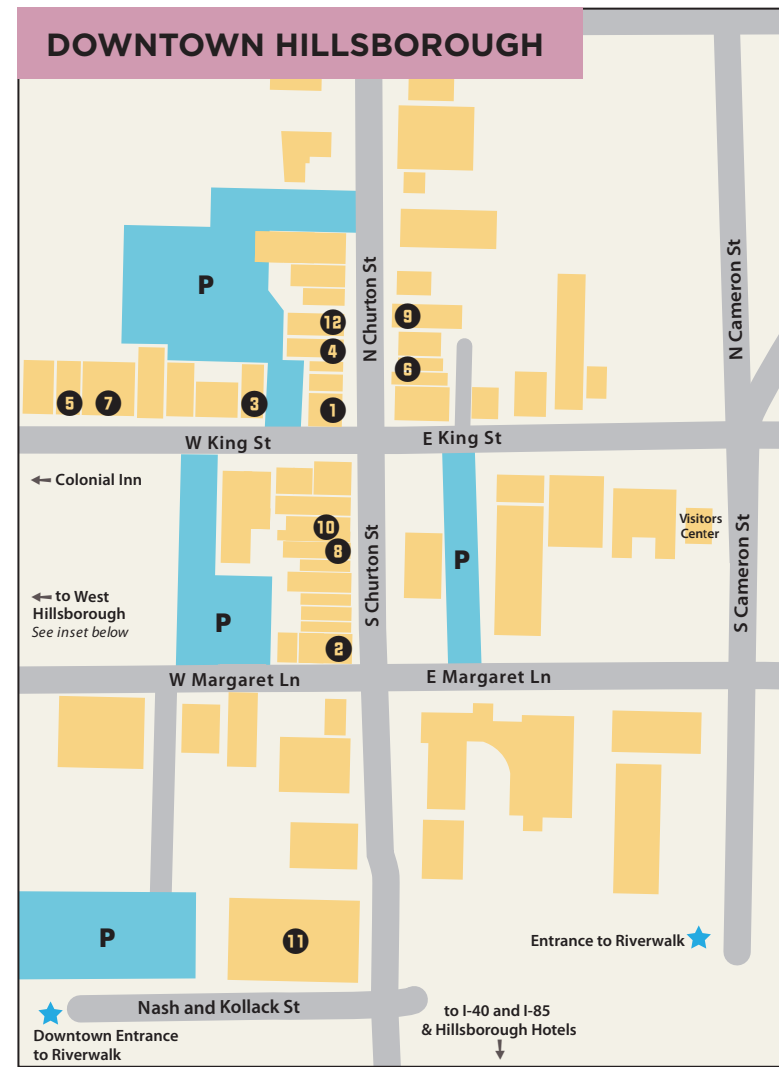 DOWNTOWN HILLSBOROUGH
N Churton St
N Cameron St
P
12
9
4
6
5
7
3
1
W King St
E King St
Colonial Inn
10
8
Visitors
Center
S Churton St
S Cameron St
P
to West
Hillsborough
See inset below
P
2
W Margaret Ln
E Margaret Ln
P
11
Entrance to Riverwalk
Nash and Kollack St
to I-40 and I-85
& Hillsborough Hotels
Downtown Entrance
to Riverwalk